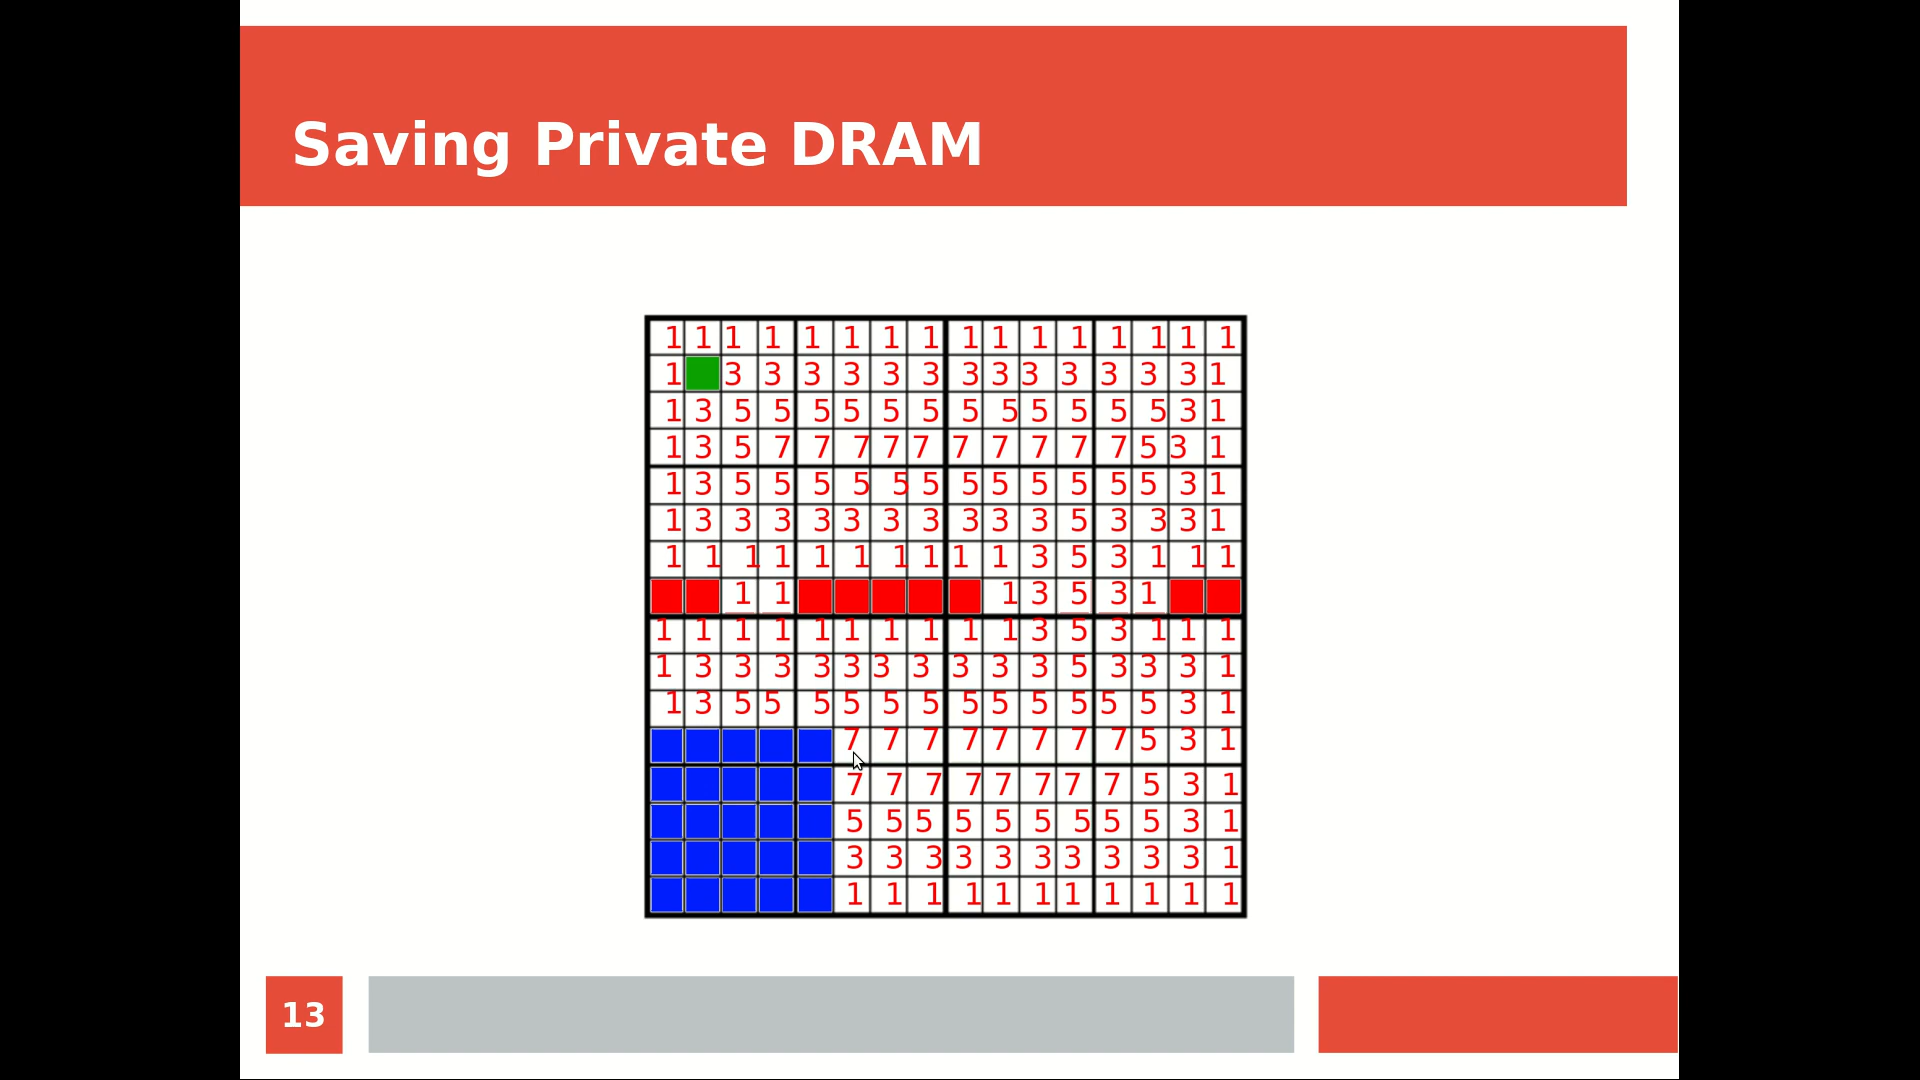 Saving Private DRAM
1 1 1 1 1 1 1 1 1 1 1 1 1 1 1 1
1 3 3 3 3 3 3 3 3 3 3 3 3 3 1
1 3 5 5 5 5 5 5 5 5 5 5 5 5 3 1
1 3 5 7 7 7 7 7 7 7 7 7 7 5 3 1
1 3 5 5 5 5 5 5 5 5 5 5 5 5 3 1
1 3 3 3 3 3 3 3 3 3 3 5 3 3 3 1
1 1 1 1 1 1 1 1 1 1 3 5 3 1 1 1
1 1 1 3 5 3 1
1 1 1 1 1 1 1 1 1 1 3 5 3 1 1 1
1 3 3 3 3 3 3 3 3 3 3 5 3 3 3 1
1 3 5 5 5 5 5 5 5 5 5 5 5 5 3 1
7 7 7 7 7 7 7 7 5 3 1
7 7 7 7 7 7 7 7 5 3 1
5 5 5 5 5 5 5 5 5 3 1
3 3 3 3 3 3 3 3 3 3 1
1 1 1 1 1 1 1 1 1 1 1
13